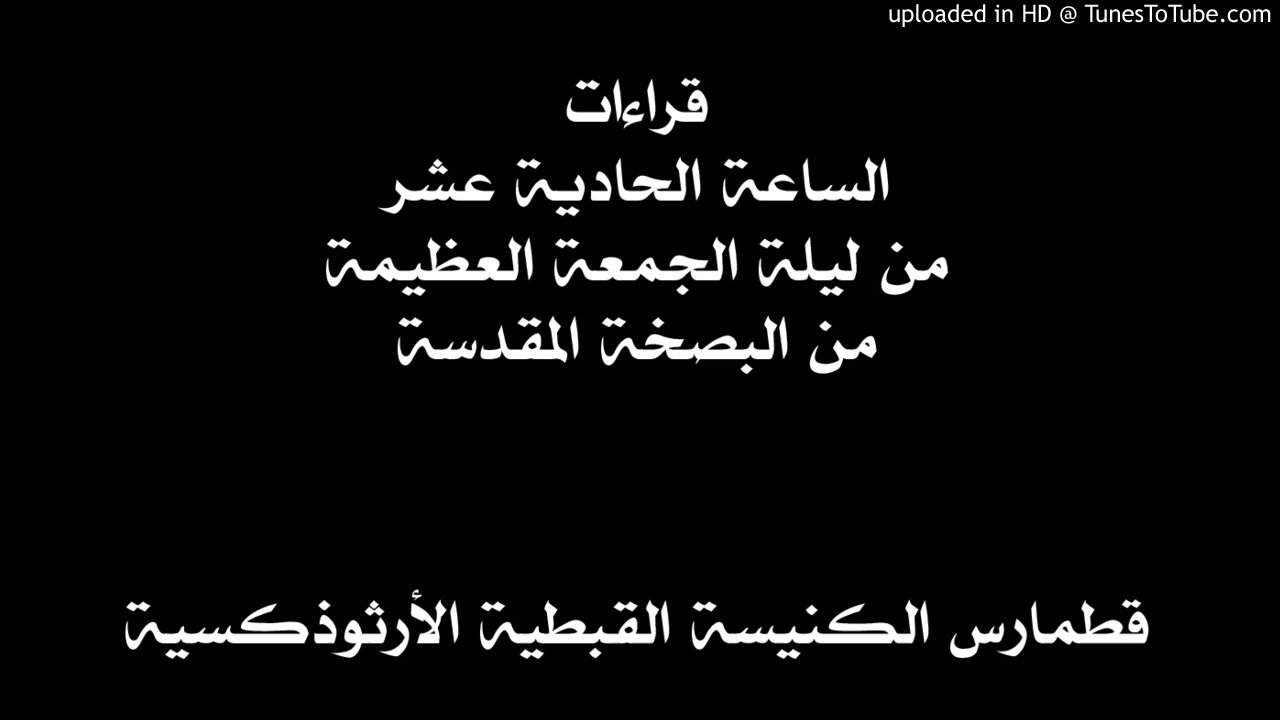 uploaded in HD @ TunesToTube.com
قراءات
الساعة الحادية عشر
من ليلة الجمعة العظيمة
من البصخة المقدسة
قطمارس الكنيسة القبطية الأرثوذكسية